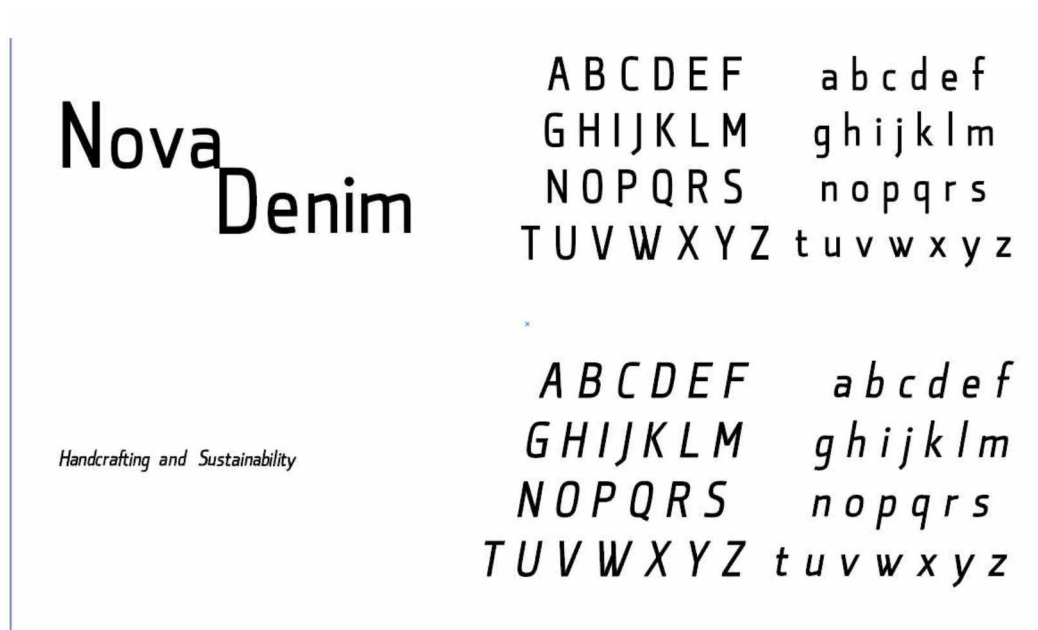 Nova
Denim
Handcrafting and Sustainability
A B C D E F
G H I J K L M
N O P Q R S
T U V W X Y Z
a b c d e f
g h i j k l m
n o p q r s
t u v w x y z
A B C D E F
G H I J K L M
N O P Q R S
T U V W X Y Z
a b c d e f
g h i j k l m
n o p q r s
t u v w x y z